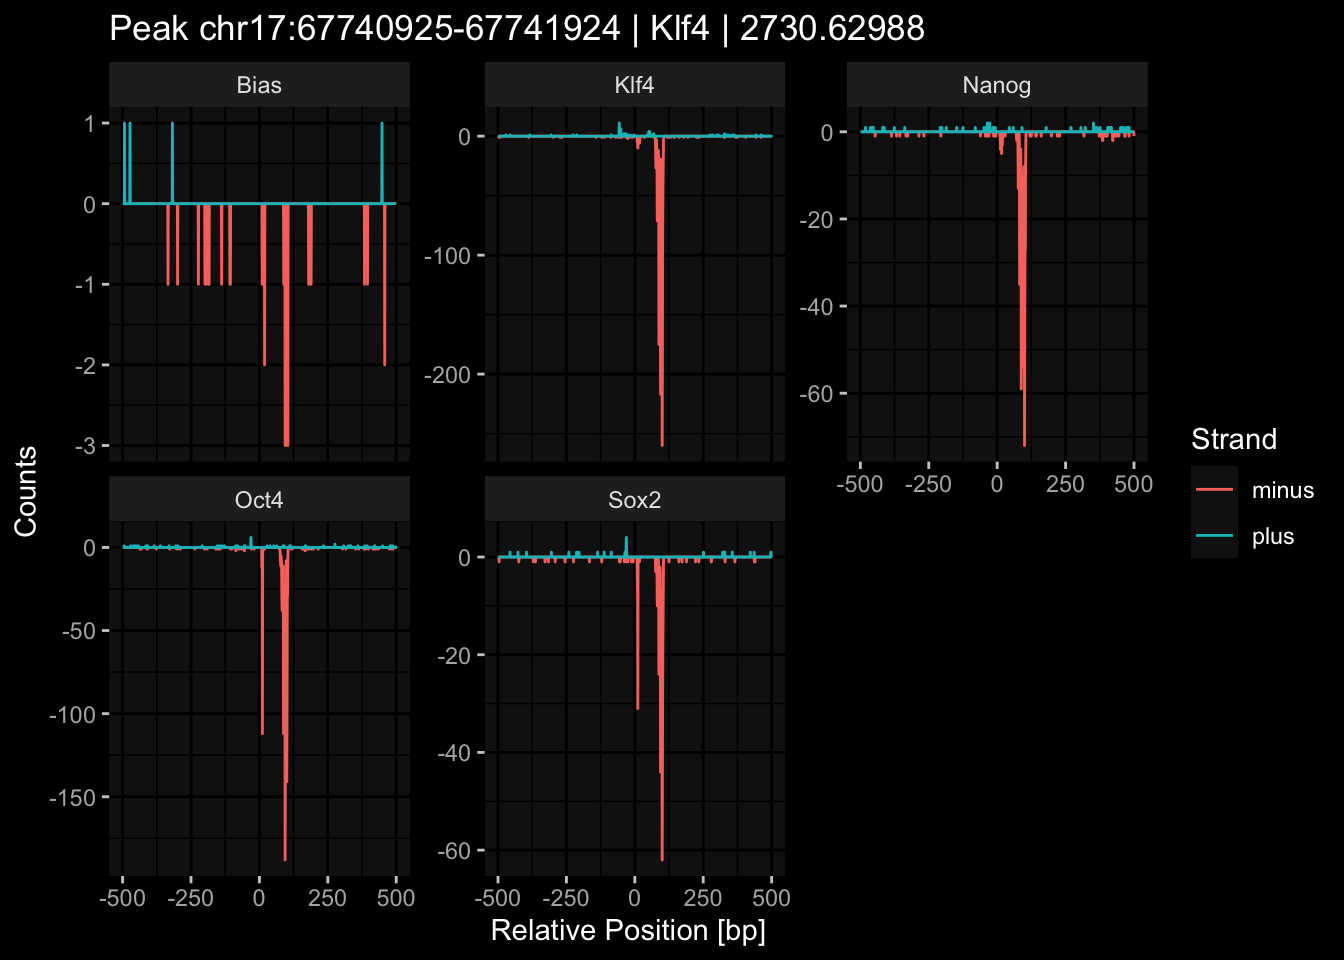 Peak chr17:67740925-67741924 | Klf4 | 2730.62988
Bias
Klf4
Nanog
1
0
-1
-2
-3
0
-100
-200
0
-20
-40
-60
-500 -250 0 250 500
Oct4
Sox2
0
-50
-100
-150
0
-20
-40
-60
-500 -250 0 250 500
-500 -250 0 250 500
Relative Position [bp]
Counts
Strand
minus
plus